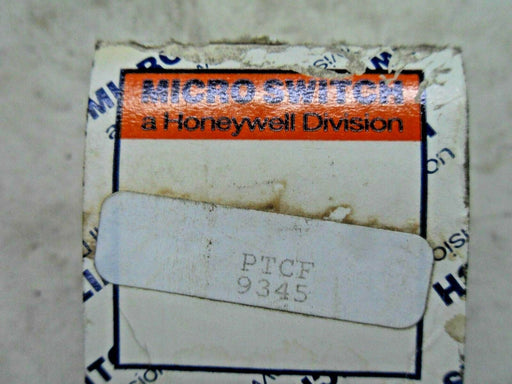 MICRO SWITCH
a Honeywell Division
PTCF
9345